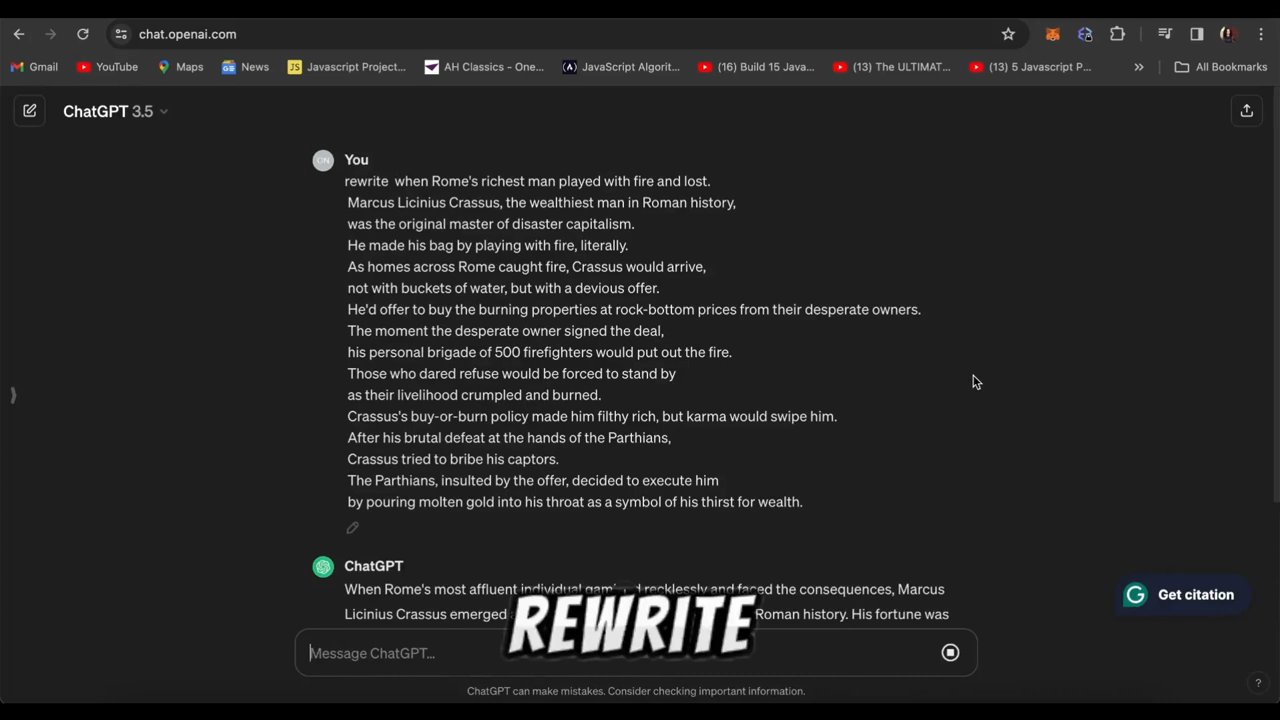 chat.openai.com
Gmail YouTube Maps News JS Javascript Project... AH Classics - One... JavaScript Algorit... (16) Build 15 Java... (13) The ULTIMAT... (13) 5 Javascript P... » All Bookmarks
ChatGPT 3.5
ON You
rewrite when Rome's richest man played with fire and lost.
Marcus Licinius Crassus, the wealthiest man in Roman history,
was the original master of disaster capitalism.
He made his bag by playing with fire, literally.
As homes across Rome caught fire, Crassus would arrive,
not with buckets of water, but with a devious offer.
He'd offer to buy the burning properties at rock-bottom prices from their desperate owners.
The moment the desperate owner signed the deal,
his personal brigade of 500 firefighters would put out the fire.
Those who dared refuse would be forced to stand by
as their livelihood crumpled and burned.
Crassus's buy-or-burn policy made him filthy rich, but karma would swipe him.
After his brutal defeat at the hands of the Parthians,
Crassus tried to bribe his captors.
The Parthians, insulted by the offer, decided to execute him
by pouring molten gold into his throat as a symbol of his thirst for wealth.
ChatGPT
When Rome's most affluent individual recklessly and faced the consequences, Marcus
Licinius Crassus emerged Roman history. His fortune was
REWRITE
G Get citation
Message ChatGPT...
ChatGPT can make mistakes. Consider checking important information.
?